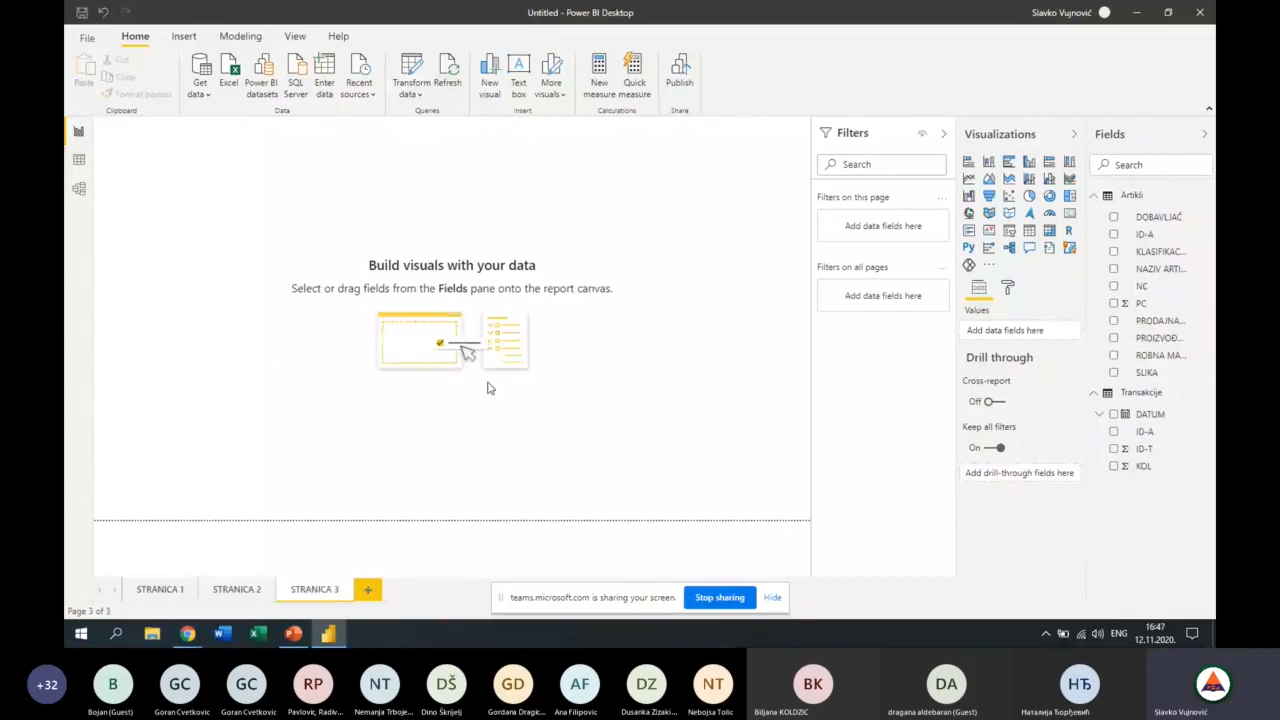 Untitled - Power BI Desktop
Slavko Vujnović
File
Home
Insert
Modeling
View
Help
Paste
Cut
Copy
Format painter
Clipboard
Get data
Excel
Power BI datasets
SQL Server
Enter data
Recent sources
Data
Transform data
Refresh
Queries
New visual
Text box
More visuals
Insert
New measure
Quick measure
Calculations
Publish
Share
Build visuals with your data
Select or drag fields from the Fields pane onto the report canvas.
Filters
Search
Filters on this page
...
Add data fields here
Filters on all pages
...
Add data fields here
Visualizations
R
Py
...
Values
Add data fields here
Drill through
Cross-report
Off
Keep all filters
On
Add drill-through fields here
Fields
Search
Artikli
DOBAVLJAČ
ID-A
KLASIFIKAC...
NAZIV ARTI...
NC
Σ PC
PRODAJNA...
PROIZVOĐ...
ROBNA MA...
SLIKA
Transakcije
DATUM
ID-A
Σ ID-T
Σ KOL
STRANICA 1
STRANICA 2
STRANICA 3
+
Page 3 of 3
teams.microsoft.com is sharing your screen.
Stop sharing
Hide
ENG
16:47
12.11.2020.
+32
B
Bojan (Guest)
GC
Goran Cvetkovic
GC
Goran Cvetkovic
RP
Pavlovic, Radiv...
NT
Nemanja Trboje...
DŠ
Dino Škrijelj
GD
Gordana Dragic...
AF
Ana Filipovic
DZ
Dusanka Zizaki...
NT
Nebojsa Tolic
BK
Biljana KOLDZIC
DA
dragana aldebaran (Guest)
НЂ
Наталија Ђорђевић
Slavko Vujnović